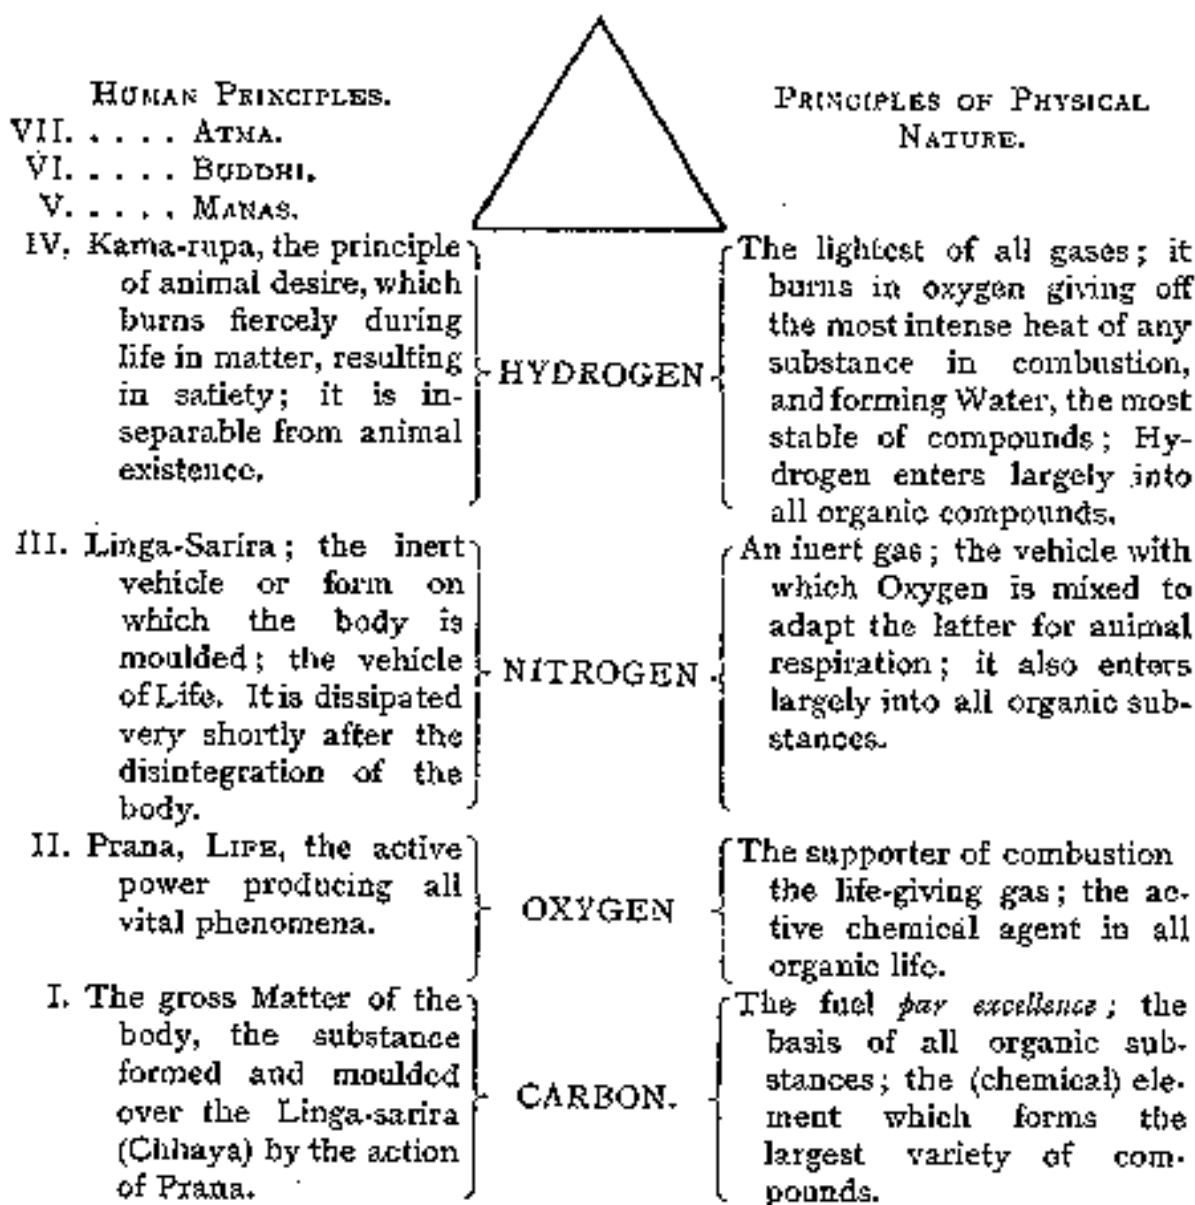 HUMAN PRINCIPLES.
VII. . . . . ATMA.
VI. . . . . BUDDHI.
V. . . . . MANAS.
PRINCIPLES OF PHYSICAL
NATURE.
IV. Kama-rupa, the principle
of animal desire, which
burns fiercely during
life in matter, resulting
in satiety; it is in-
separable from animal
existence.
HYDROGEN
The lightest of all gases; it
burns in oxygen giving off
the most intense heat of any
substance in combustion,
and forming Water, the most
stable of compounds; Hy-
drogen enters largely into
all organic compounds.
III. Linga-Sarira; the inert
vehicle or form on
which the body is
moulded; the vehicle
of Life. It is dissipated
very shortly after the
disintegration of the
body.
NITROGEN
An inert gas; the vehicle with
which Oxygen is mixed to
adapt the latter for animal
respiration; it also enters
largely into all organic sub-
stances.
II. Prana, LIFE, the active
power producing all
vital phenomena.
OXYGEN
The supporter of combustion
the life-giving gas; the ac-
tive chemical agent in all
organic life.
I. The gross Matter of the
body, the substance
formed and moulded
over the Linga-sarira
(Chhaya) by the action
of Prana.
CARBON.
The fuel par excellence; the
basis of all organic sub-
stances; the (chemical) ele-
ment which forms the
largest variety of com-
pounds.